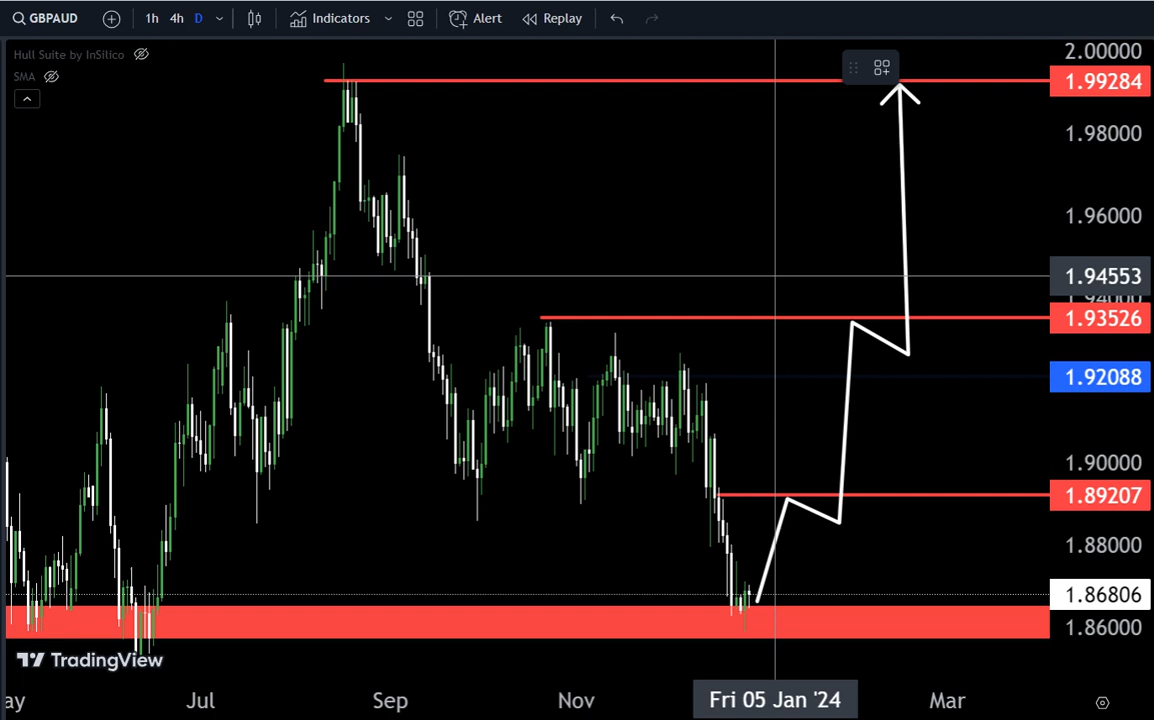 GBPAUD 1h 4h D Indicators Alert Replay
Hull Suite by InSilico
SMA
2.00000
1.99284
1.98000
1.96000
1.94553
1.94000
1.93526
1.92088
1.90000
1.89207
1.88000
1.86806
1.86000
TradingView
ay Jul Sep Nov Fri 05 Jan '24 Mar